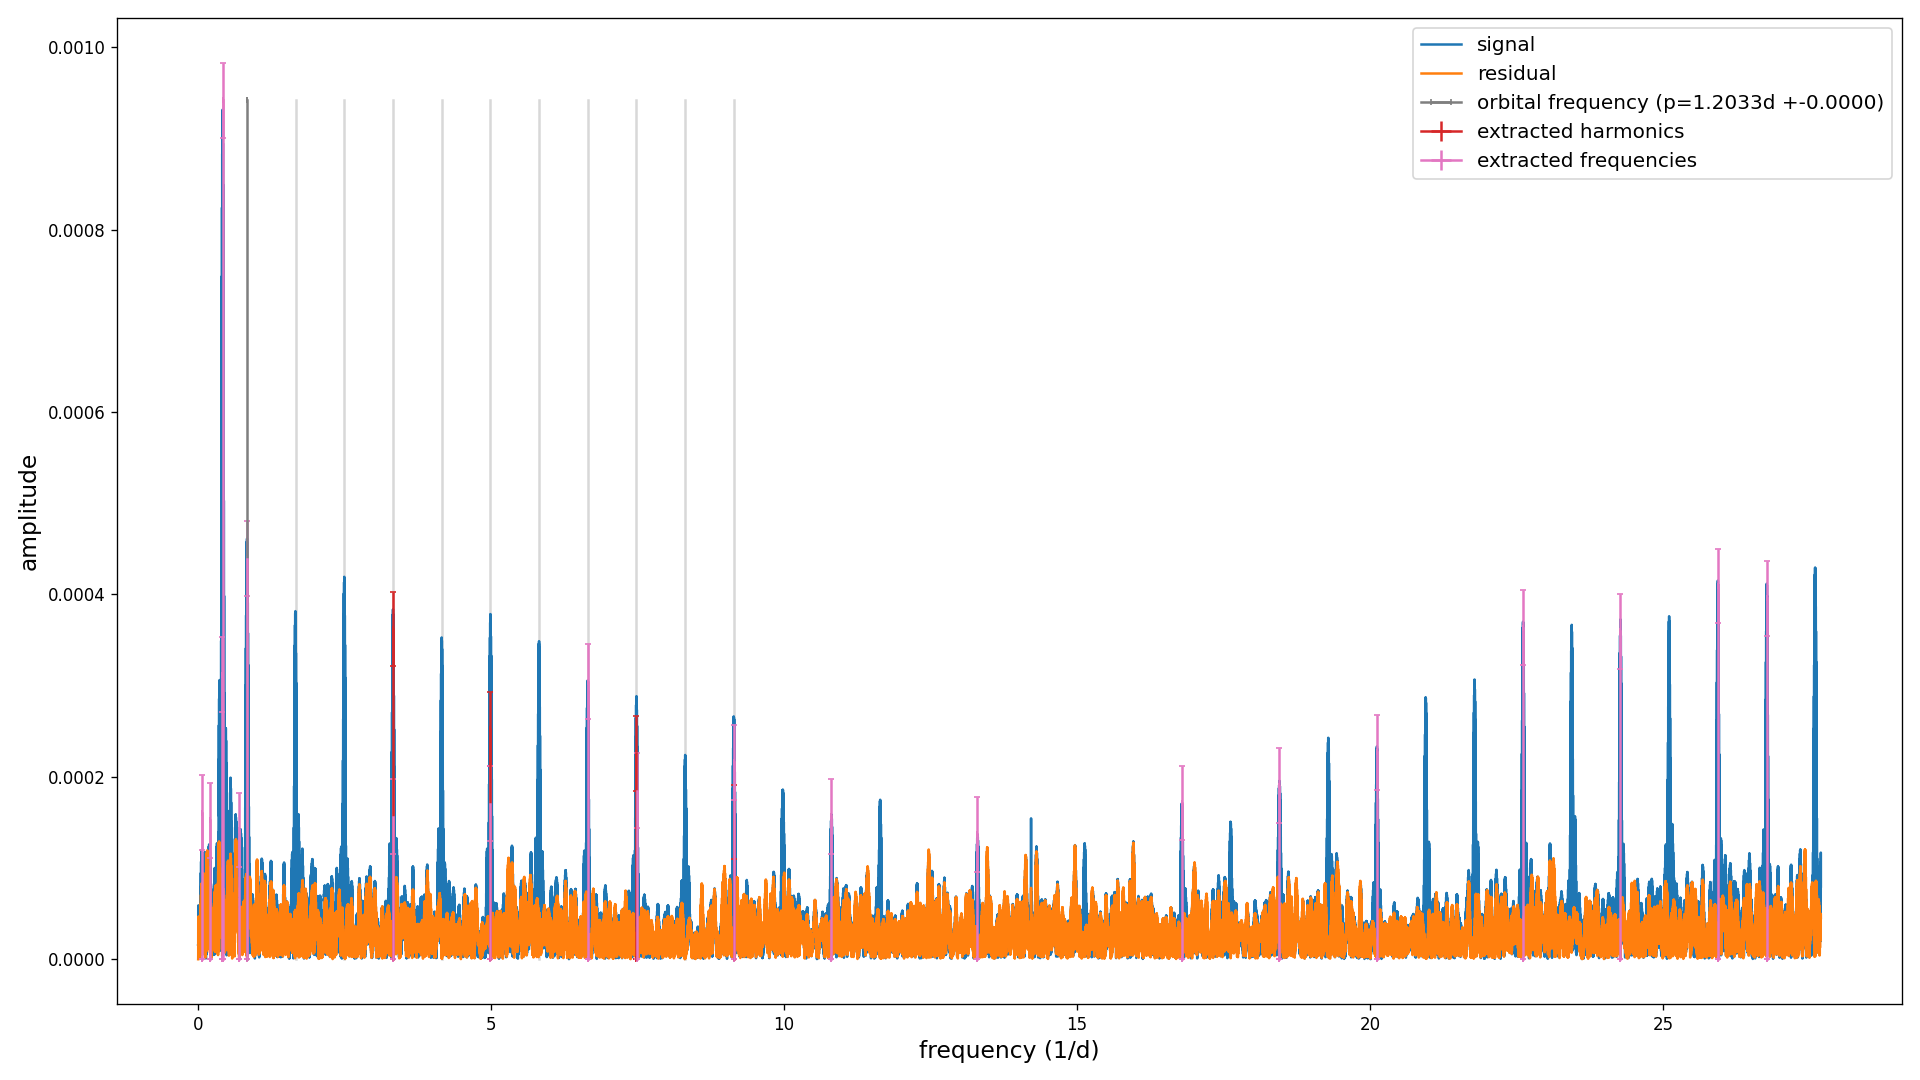 0.0010
0.0008
0.0006
0.0004
0.0002
0.0000
amplitude
0
5
10
15
20
25
frequency (1/d)
signal
residual
orbital frequency (p=1.2033d +-0.0000)
extracted harmonics
extracted frequencies